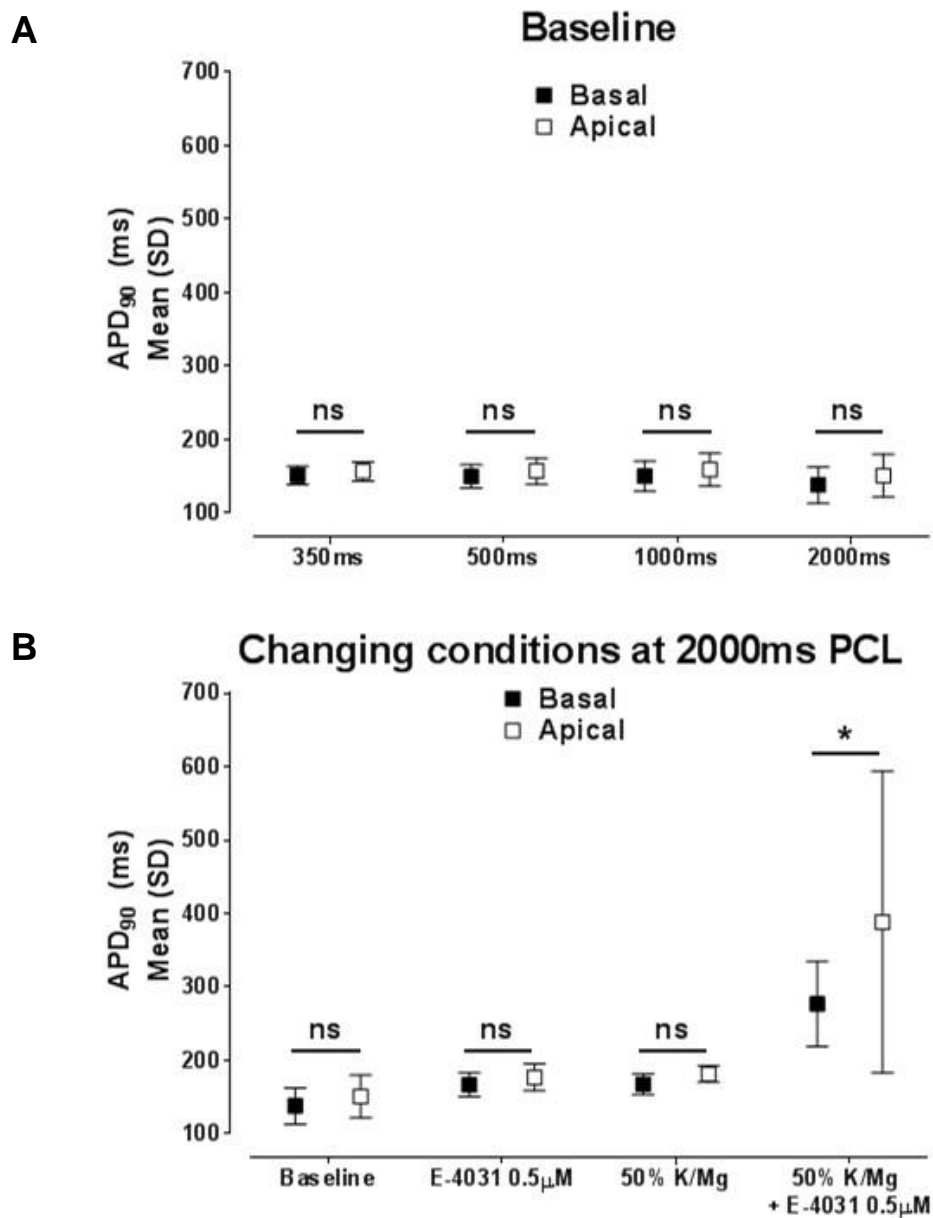 A
Baseline
700
Basal
600
Apical
500
APD90 (ms)
Mean (SD)
400
300
ns ns ns ns
200
100
350ms 500ms 1000ms 2000ms
B
Changing conditions at 2000ms PCL
700
Basal
Apical
*
600
500
APD90 (ms)
Mean (SD)
400
300
ns ns ns
200
100
Baseline E-4031 0.5μM 50% K/Mg 50% K/Mg
+ E-4031 0.5μM